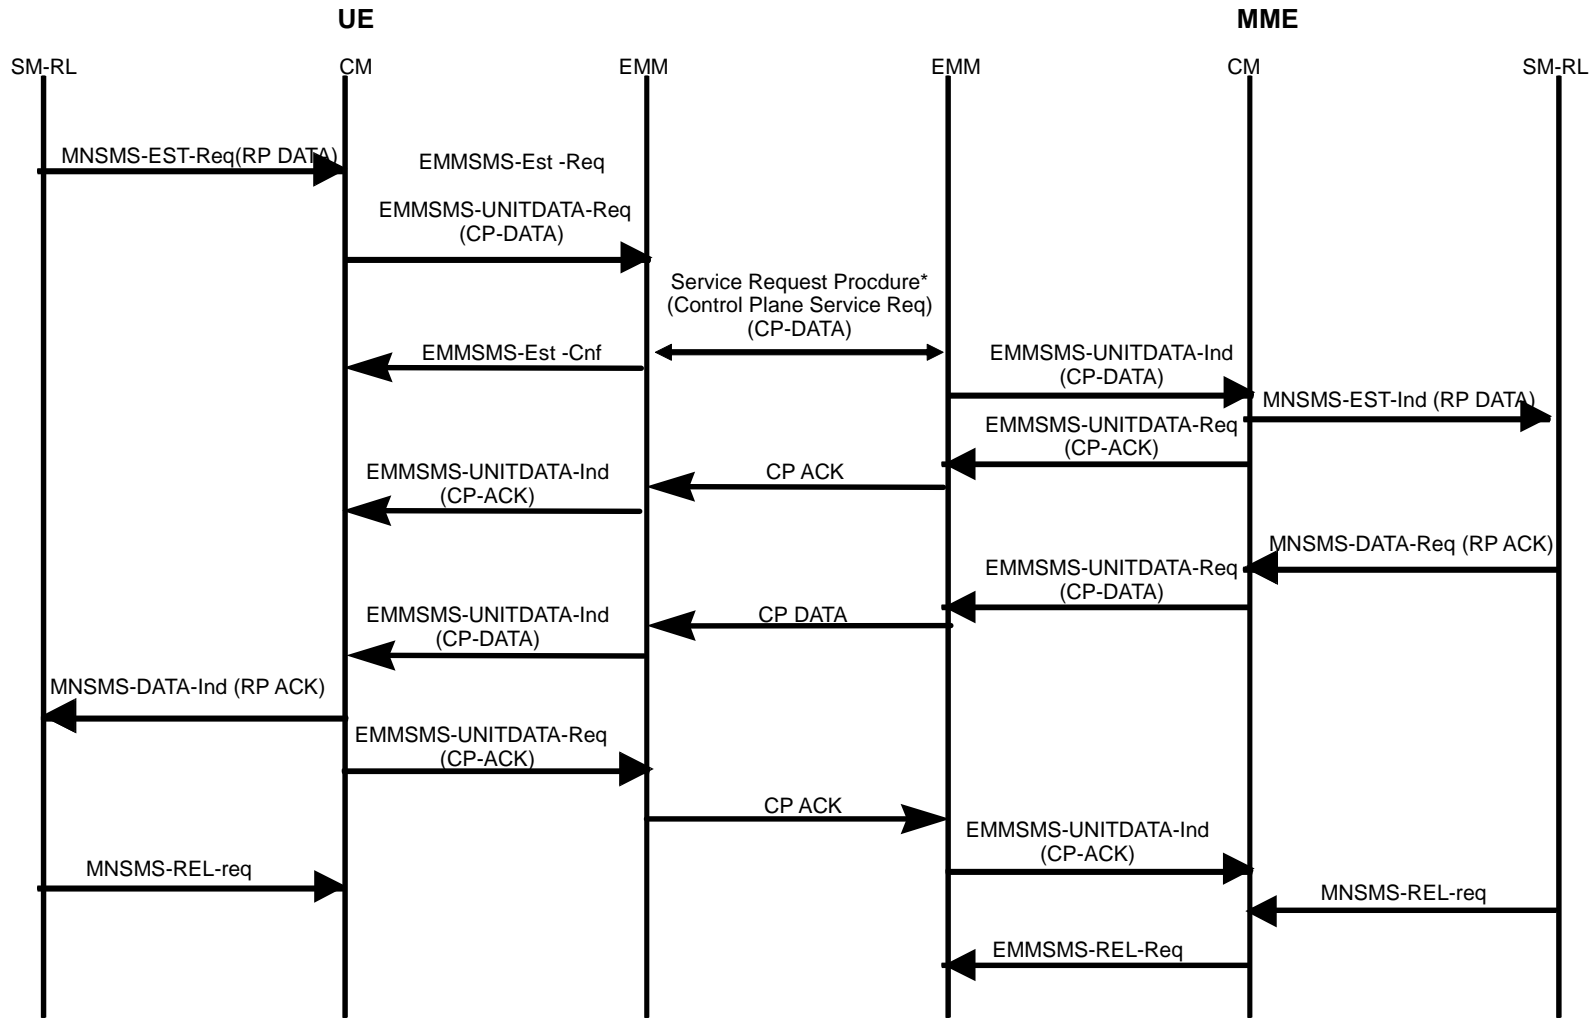 UE
MME
SM-RL
CM
EMM
EMM
CM
SM-RL
MNSMS-EST-Req(RP DATA)
EMMSMS-Est -Req
EMMSMS-UNITDATA-Req
(CP-DATA)
Service Request Procdure*
(Control Plane Service Req)
(CP-DATA)
EMMSMS-Est -Cnf
EMMSMS-UNITDATA-Ind
(CP-DATA)
MNSMS-EST-Ind (RP DATA)
EMMSMS-UNITDATA-Req
(CP-ACK)
CP ACK
EMMSMS-UNITDATA-Ind
(CP-ACK)
MNSMS-DATA-Req (RP ACK)
EMMSMS-UNITDATA-Req
(CP-DATA)
CP DATA
EMMSMS-UNITDATA-Ind
(CP-DATA)
MNSMS-DATA-Ind (RP ACK)
EMMSMS-UNITDATA-Req
(CP-ACK)
CP ACK
EMMSMS-UNITDATA-Ind
(CP-ACK)
MNSMS-REL-req
MNSMS-REL-req
EMMSMS-REL-Req